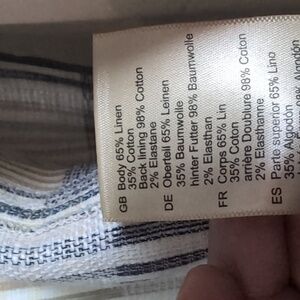 GB Body 65% Linen
35% Cotton
Back lining 98% Cotton
2% Elastane
DE Oberteil 65% Leinen
35% Baumwolle
hinter Futter 98% Baumwolle
2% Elasthan
FR Corps 65% Lin
35% Coton
arrière Doublure 98% Coton
2% Elasthanne
ES Parte superior 65% Lino
35% Algodón
98% Algodón